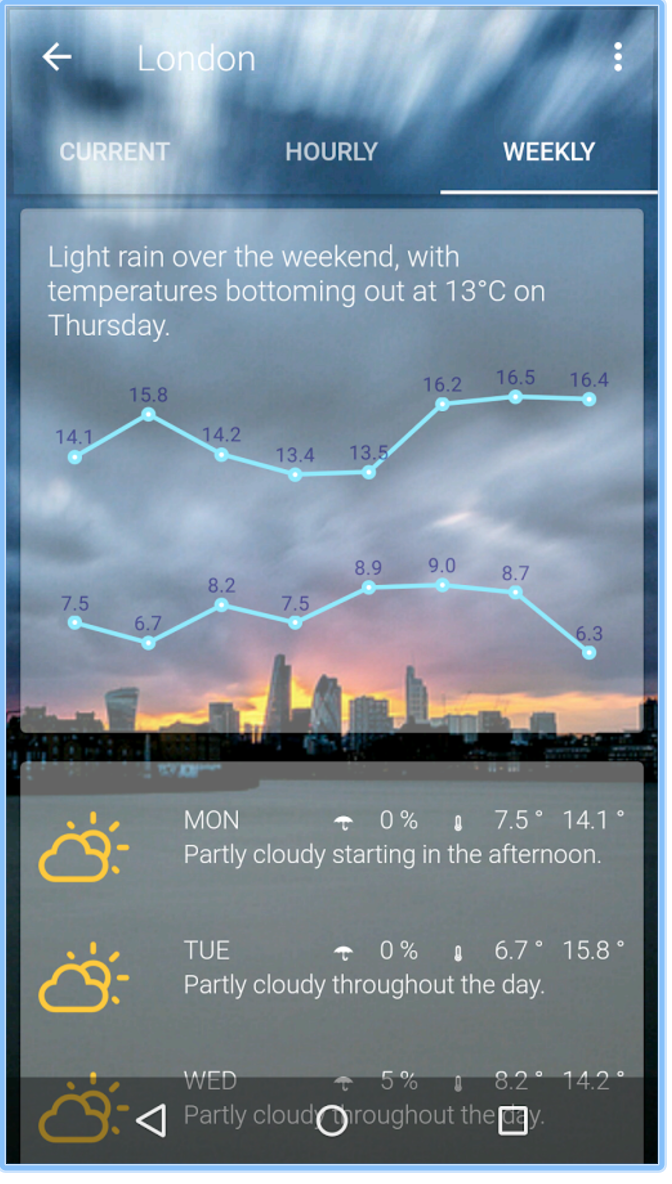 London
CURRENT HOURLY WEEKLY
Light rain over the weekend, with
temperatures bottoming out at 13°C on
Thursday.
14.1 15.8 14.2 13.4 13.5 16.2 16.5 16.4
7.5 6.7 8.2 7.5 8.9 9.0 8.7 6.3
MON 0 % 7.5 ° 14.1 °
Partly cloudy starting in the afternoon.
TUE 0 % 6.7 ° 15.8 °
Partly cloudy throughout the day.
WED 5 % 8.2 ° 14.2 °
Partly cloudy throughout the day.